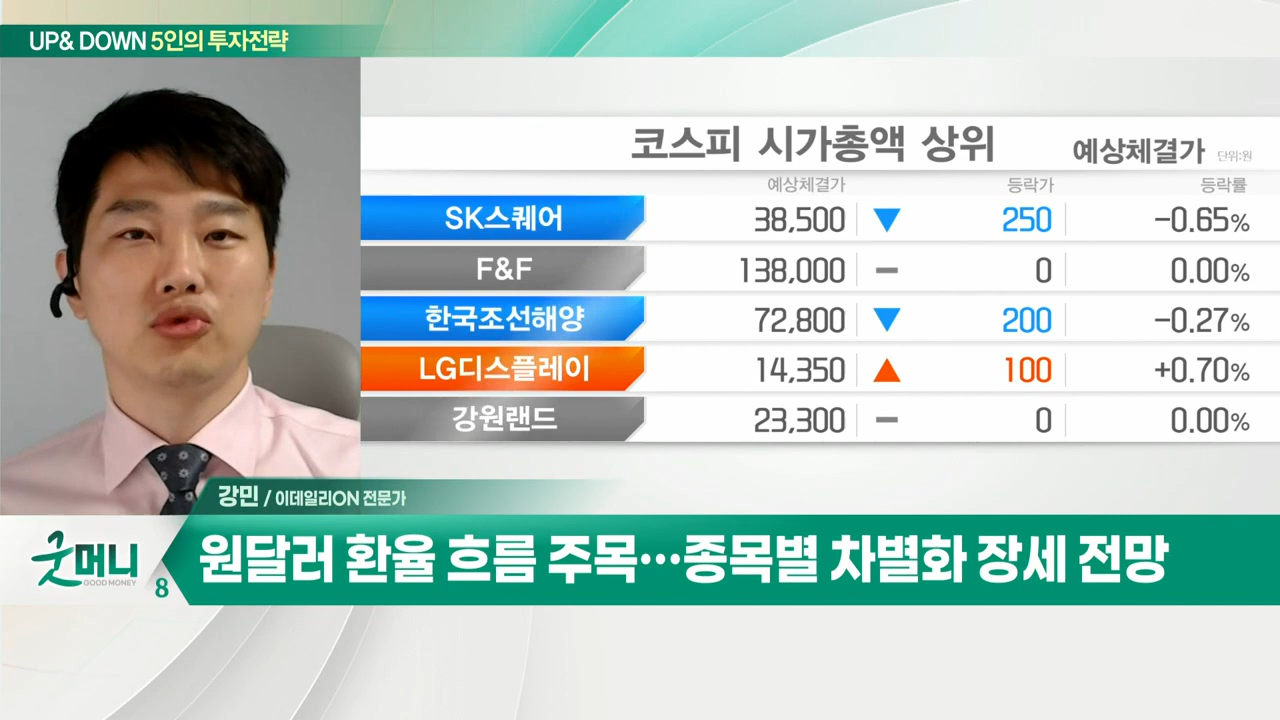 UP& DOWN 5인의 투자전략
코스피 시가총액 상위 예상체결가 단위:원
예상체결가 등락가 등락률
SK스퀘어 38,500 ▼ 250 -0.65%
F&F 138,000 - 0 0.00%
한국조선해양 72,800 ▼ 200 -0.27%
LG디스플레이 14,350 ▲ 100 +0.70%
강원랜드 23,300 - 0 0.00%
강민 / 이데일리ON 전문가
굿머니
GOOD MONEY
8
원달러 환율 흐름 주목…종목별 차별화 장세 전망